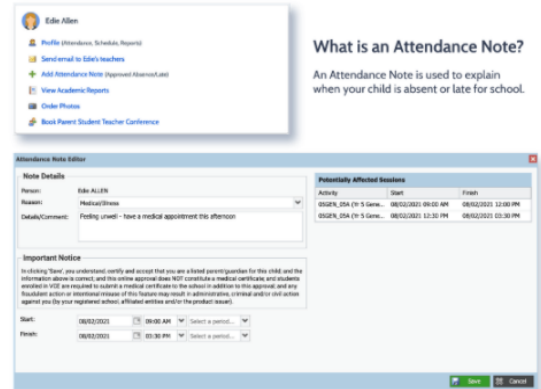 Edie Allen
Profile (Attendance, Schedule, Reports)
Send email to Edie's teachers
Add Attendance Note (Approved Absence/Late)
View Academic Reports
Order Photos
Book Parent Student Teacher Conference
What is an Attendance Note?
An Attendance Note is used to explain
when your child is absent or late for school.
Attendance Note Editor
Note Details
Person: Edie ALLEN
Reason: Medical/Illness
Details/Comment: Feeling unwell - have a medical appointment this afternoon
Potentially Affected Sessions
Activity Start Finish
05GEN_05A (Yr 5 Gene... 08/02/2021 09:00 AM 08/02/2021 12:00 PM
05GEN_05A (Yr 5 Gene... 08/02/2021 12:30 PM 08/02/2021 03:30 PM
Important Notice
In clicking 'Save', you understand, certify and accept that you are a listed parent/guardian for this child; and the
information above is correct; and this online approval does NOT constitute a medical certificate; and students
enrolled in VCE are required to submit a medical certificate to the school in addition to this approval; and any
fraudulent action or intentional misuse of this feature may result in administrative, criminal and/or civil action
against you (by your registered school, affiliated entities and/or the product issuer).
Start: 08/02/2021 09:00 AM Select a period...
Finish: 08/02/2021 03:30 PM Select a period...
Save Cancel